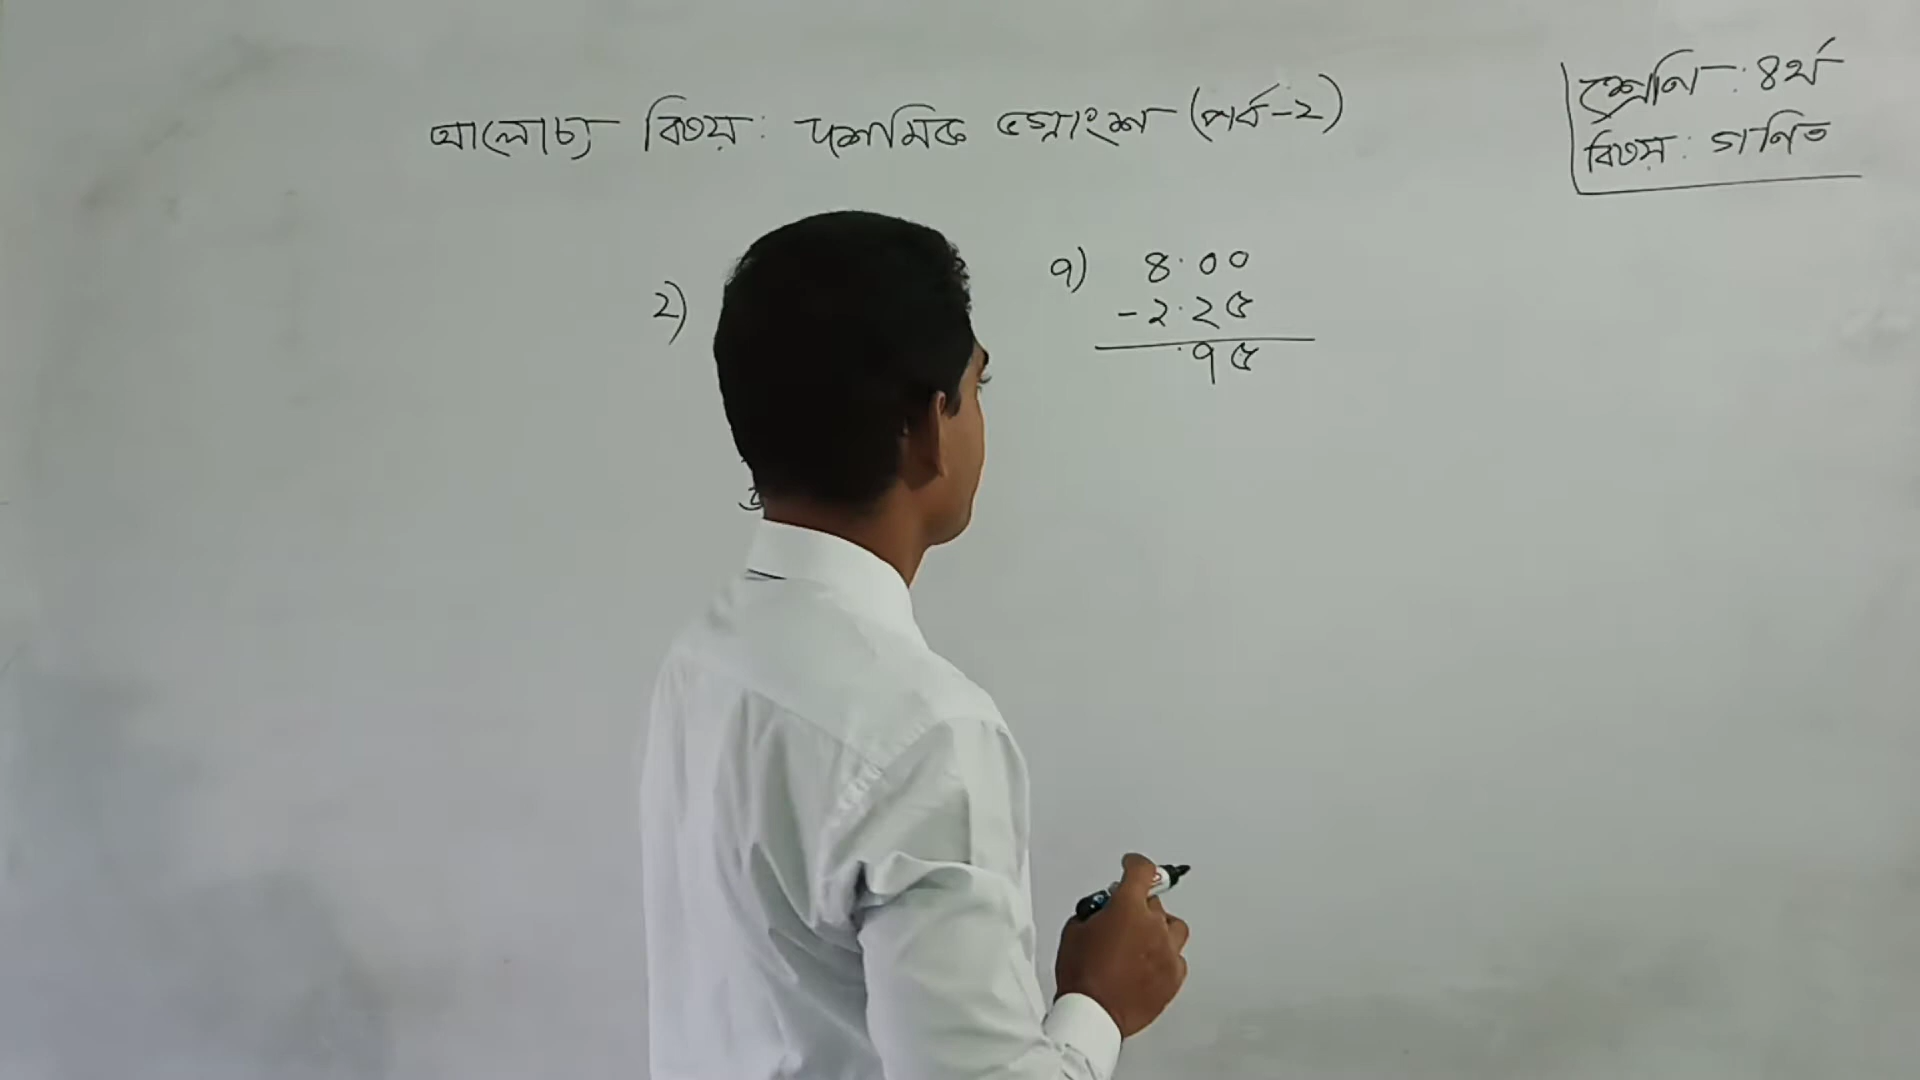 আলোচ্য বিষয়: দশমিক ভগ্নাংশ (পর্ব-২)
শ্রেণি: ৪র্থ
বিষয়: গণিত
২)
৭) ৪.০০
- ২.২৫
.৭৫